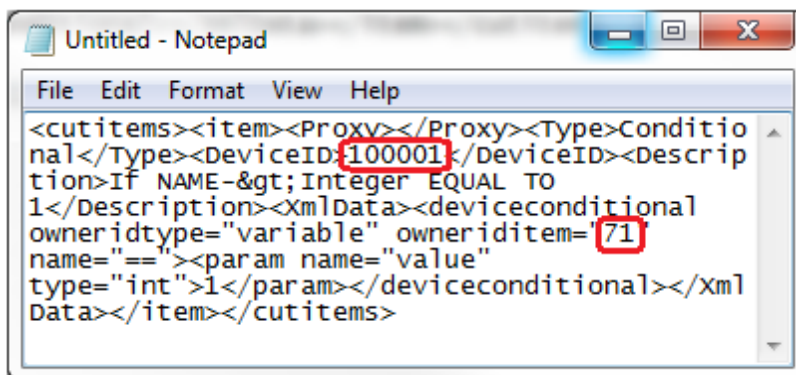 Untitled - Notepad
File Edit Format View Help
<cutitems><item><Proxy></Proxy><Type>Conditio
nal</Type><DeviceID>100001</DeviceID><Descrip
tion>If NAME-&gt;Integer EQUAL TO
1</Description><XmlData><deviceconditional
owneridtype="variable" owneriditem="71"
name="=="><param name="value"
type="int">1</param></deviceconditional></Xml
Data></item></cutitems>